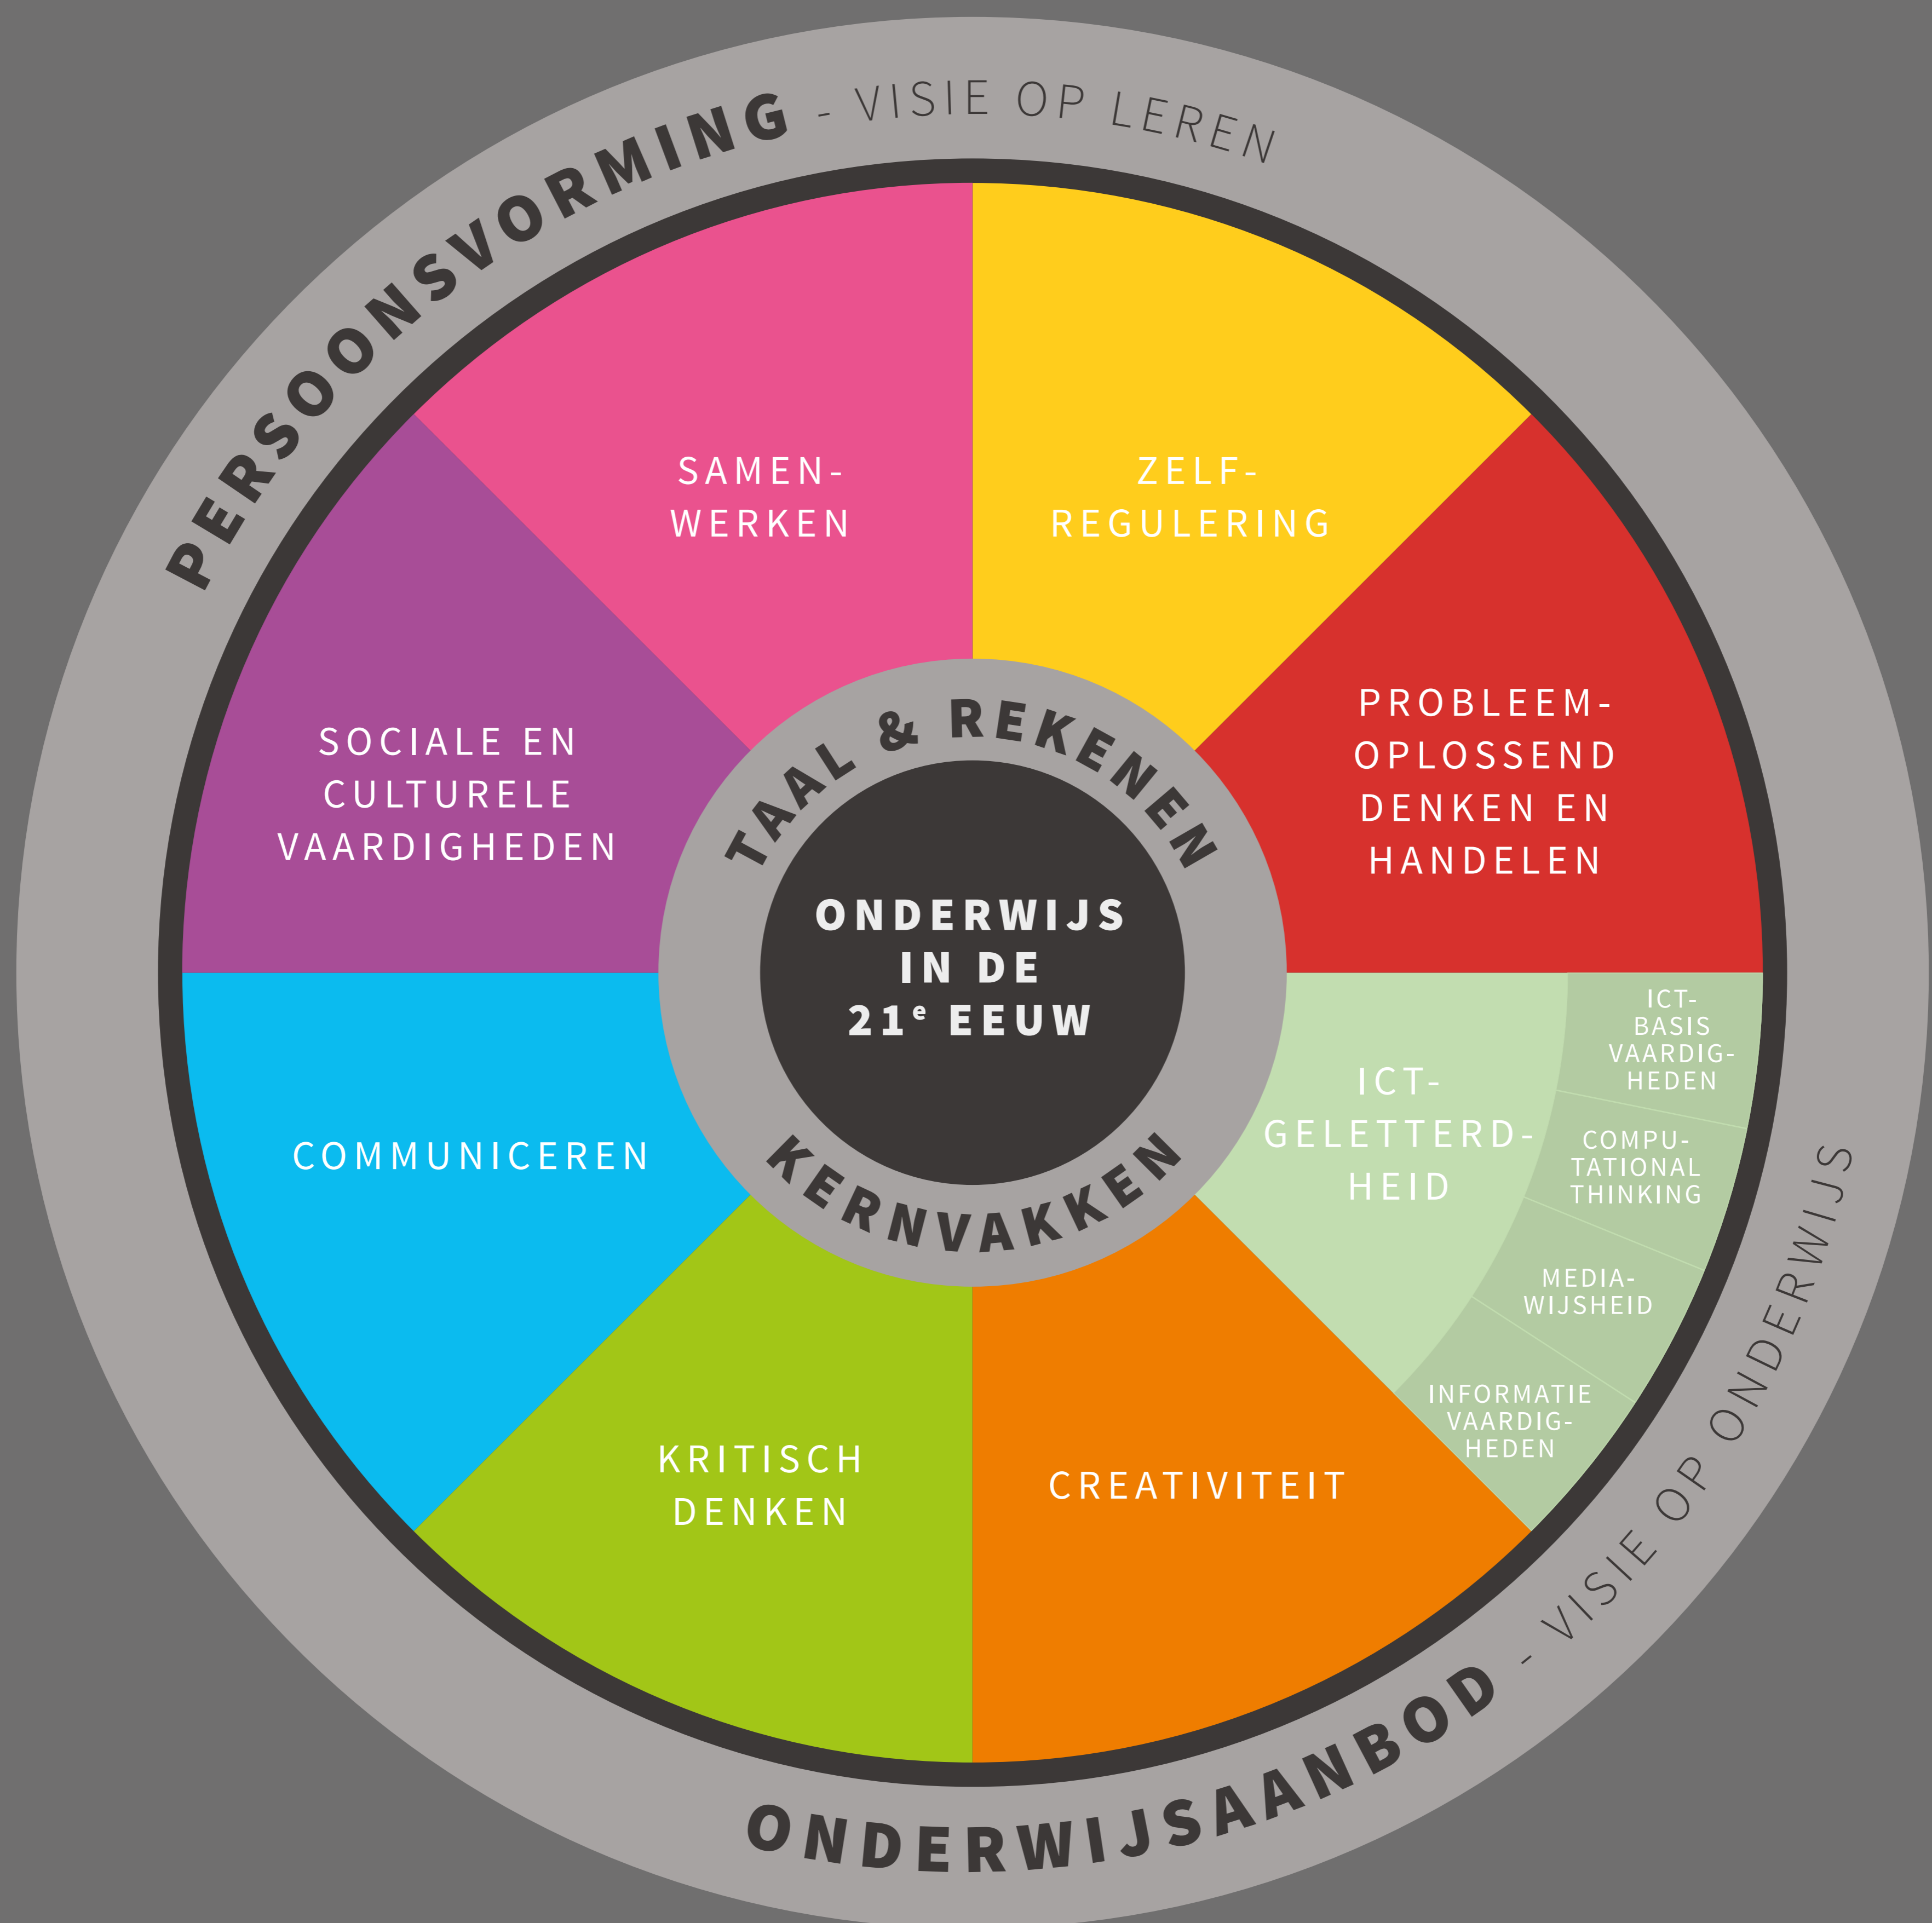 PERSOONSVORMING - VISIE OP LEREN
SAMEN-
WERKEN
ZELF-
REGULERING
PROBLEEM-
OPLOSSEND
DENKEN EN
HANDELEN
SOCIALE EN
CULTURELE
VAARDIGHEDEN
TAAL & REKENEN
ONDERWIJS
IN DE
21e EEUW
KERNVAKKEN
ICT-
GELETTERD-
HEID
ICT-
BASIS
VAARDIG-
HEDEN
COMPU-
TATIONAL
THINKING
MEDIA-
WIJSHEID
INFORMATIE
VAARDIG-
HEDEN
COMMUNICEREN
KRITISCH
DENKEN
CREATIVITEIT
ONDERWIJSAANBOD - VISIE OP ONDERWIJS